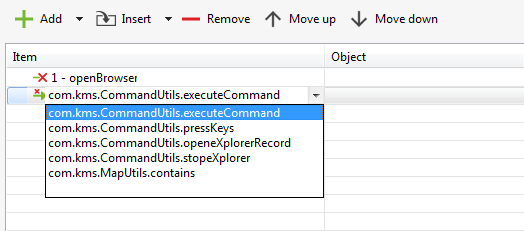 Add Insert Remove Move up Move down
Item Object
1 - openBrowser
com.kms.CommandUtils.executeCommand
com.kms.CommandUtils.executeCommand
com.kms.CommandUtils.pressKeys
com.kms.CommandUtils.openeXplorerRecord
com.kms.CommandUtils.stopeXplorer
com.kms.MapUtils.contains